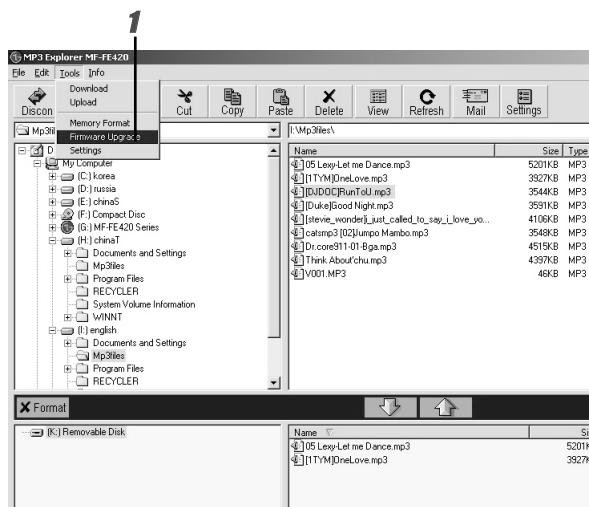 1
MP3 Explorer MF-FE420
File Edit Tools Info
Download
Upload
Memory Format
Firmware Upgrade
Settings
Discon Cut Copy Paste Delete View Refresh Mail Settings
I:\Mp3files\
My Computer
(C:) korea
(D:) russia
(E:) chinaS
(F:) Compact Disc
(G:) MF-FE420 Series
(H:) chinaT
Documents and Settings
Mp3files
Program Files
RECYCLER
System Volume Information
WINNT
(I:) english
Documents and Settings
Mp3files
Program Files
RECYCLER
Name Size Type
05 Lexy-Let me Dance.mp3 5201KB MP3
[1TYM]OneLove.mp3 3927KB MP3
[DJDOC]RunToU.mp3 3544KB MP3
[Duke]Good Night.mp3 3591KB MP3
[stevie_wonder]i_just_called_to_say_i_love_yo... 4106KB MP3
catsmp3 [02]Jumpo Mambo.mp3 3548KB MP3
Dr.core911-01-Bga.mp3 4515KB MP3
Think About'chu.mp3 4397KB MP3
V001.MP3 46KB MP3
Format
(K:) Removable Disk
Name Si
05 Lexy-Let me Dance.mp3 5201K
[1TYM]OneLove.mp3 3927K